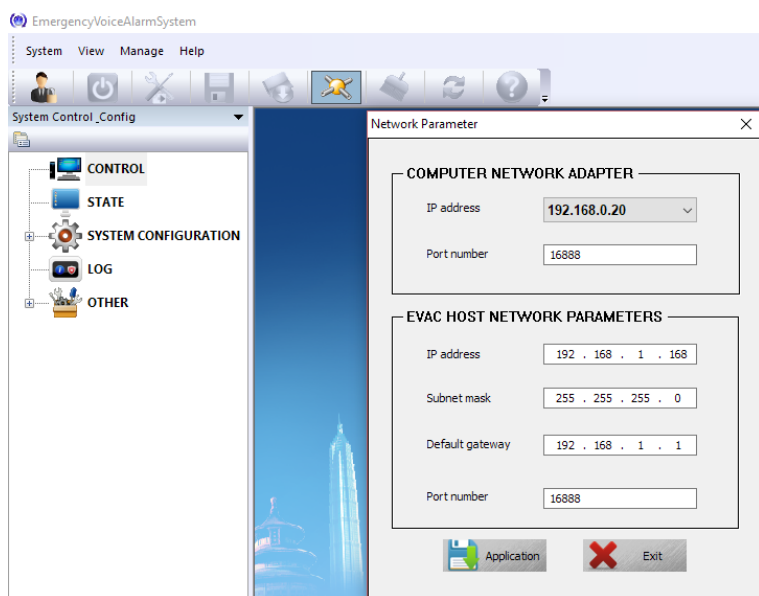 EmergencyVoiceAlarmSystem
System View Manage Help
System Control _Config
CONTROL
STATE
SYSTEM CONFIGURATION
LOG
OTHER
Network Parameter
COMPUTER NETWORK ADAPTER
IP address 192.168.0.20
Port number 16888
EVAC HOST NETWORK PARAMETERS
IP address 192 . 168 . 1 . 168
Subnet mask 255 . 255 . 255 . 0
Default gateway 192 . 168 . 1 . 1
Port number 16888
Application Exit